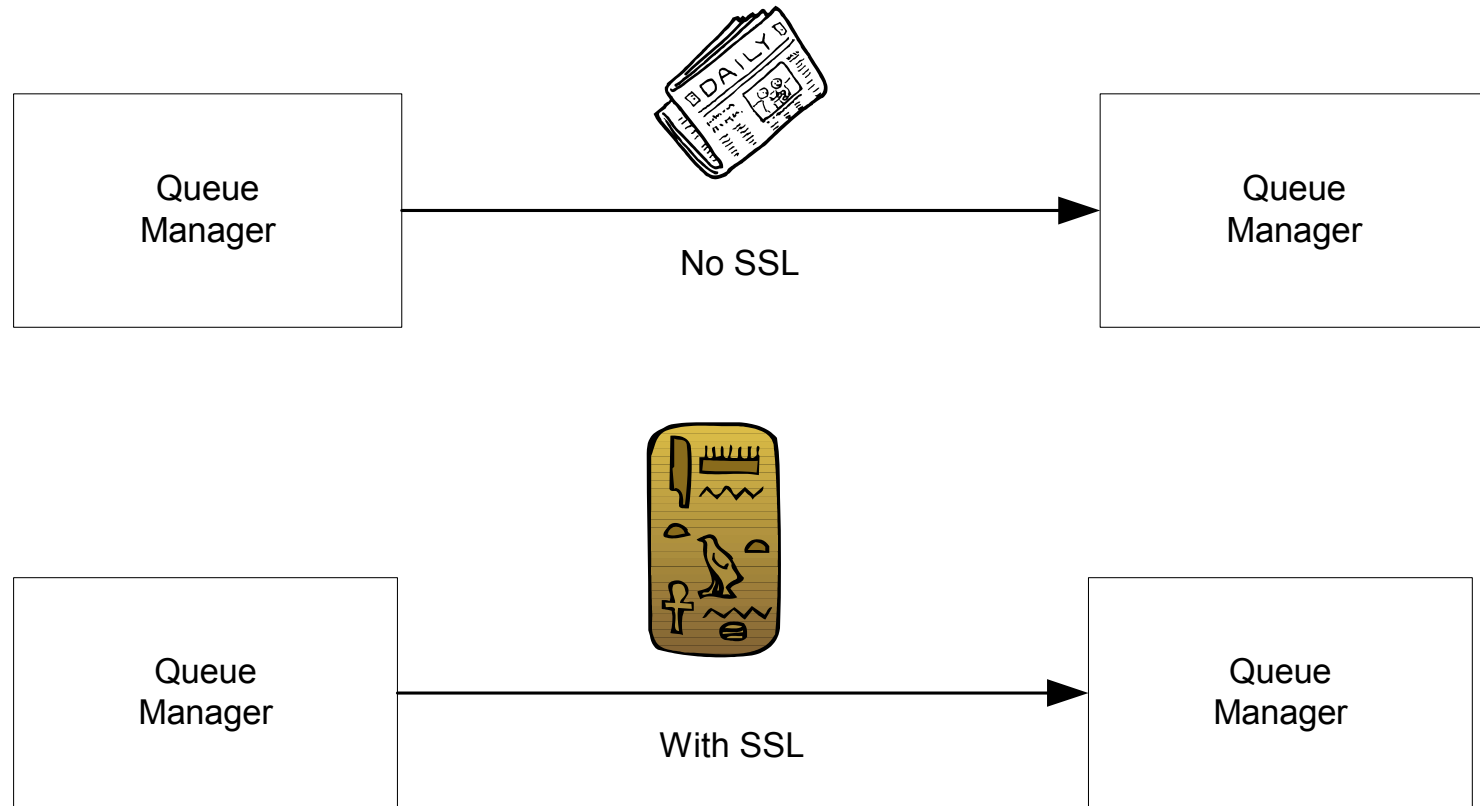 DAILY
Queue
Manager
Queue
Manager
No SSL
Queue
Manager
Queue
Manager
With SSL